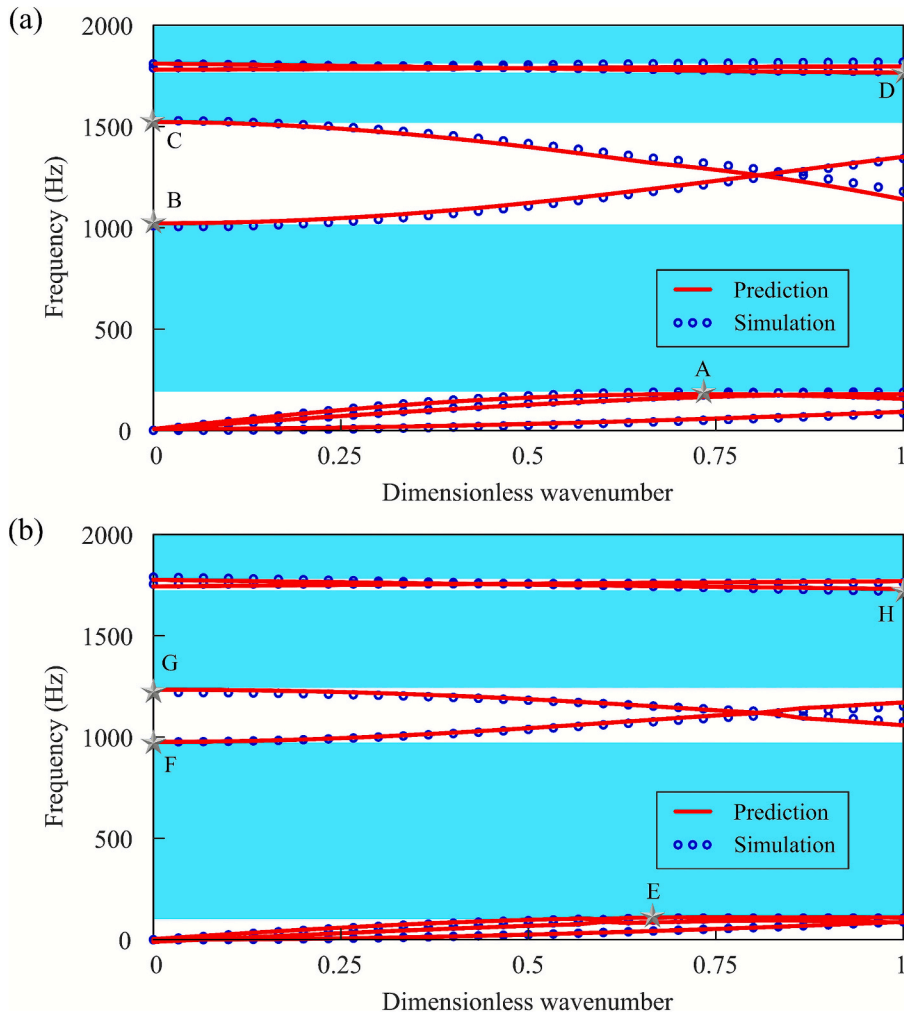 (a)
2000
1500
1000
500
0
Frequency (Hz)
C
B
D
A
Prediction
Simulation
0 0.25 0.5 0.75 1
Dimensionless wavenumber
(b)
2000
1500
1000
500
0
Frequency (Hz)
H
G
F
E
Prediction
Simulation
0 0.25 0.5 0.75 1
Dimensionless wavenumber